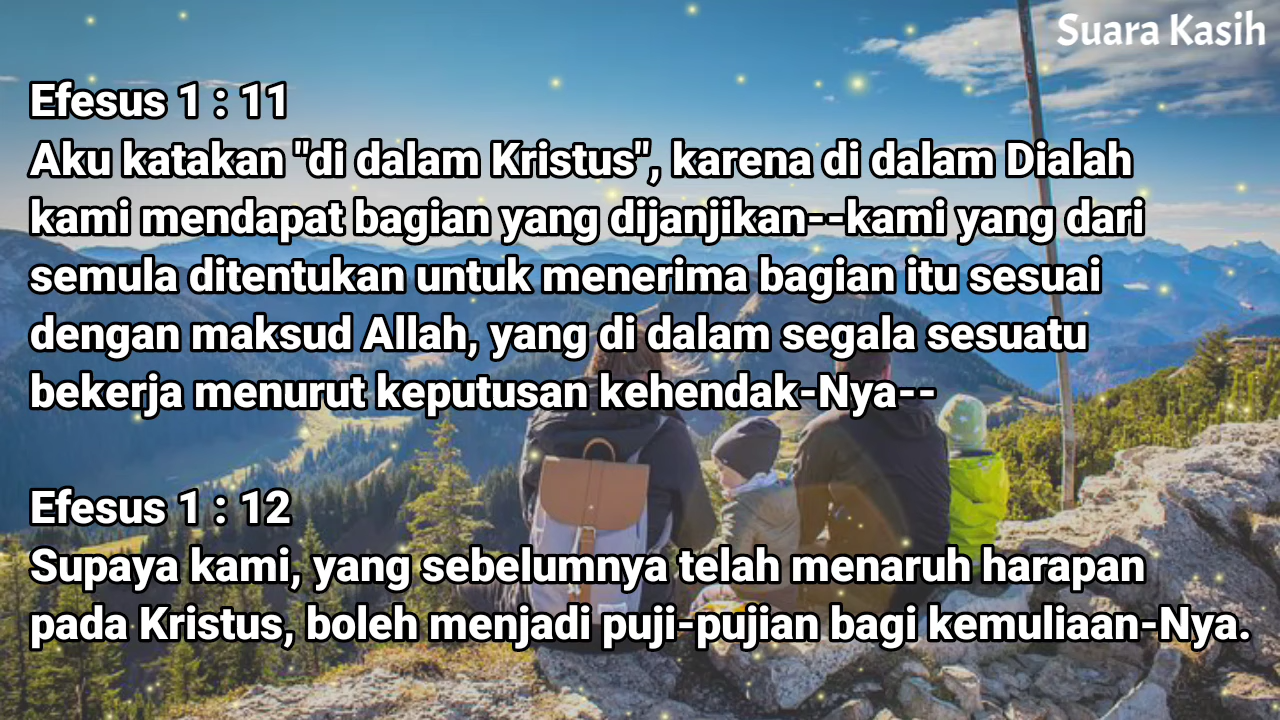 Suara Kasih
Efesus 1 : 11
Aku katakan "di dalam Kristus", karena di dalam Dialah
kami mendapat bagian yang dijanjikan--kami yang dari
semula ditentukan untuk menerima bagian itu sesuai
dengan maksud Allah, yang di dalam segala sesuatu
bekerja menurut keputusan kehendak-Nya--
Efesus 1 : 12
Supaya kami, yang sebelumnya telah menaruh harapan
pada Kristus, boleh menjadi puji-pujian bagi kemuliaan-Nya.